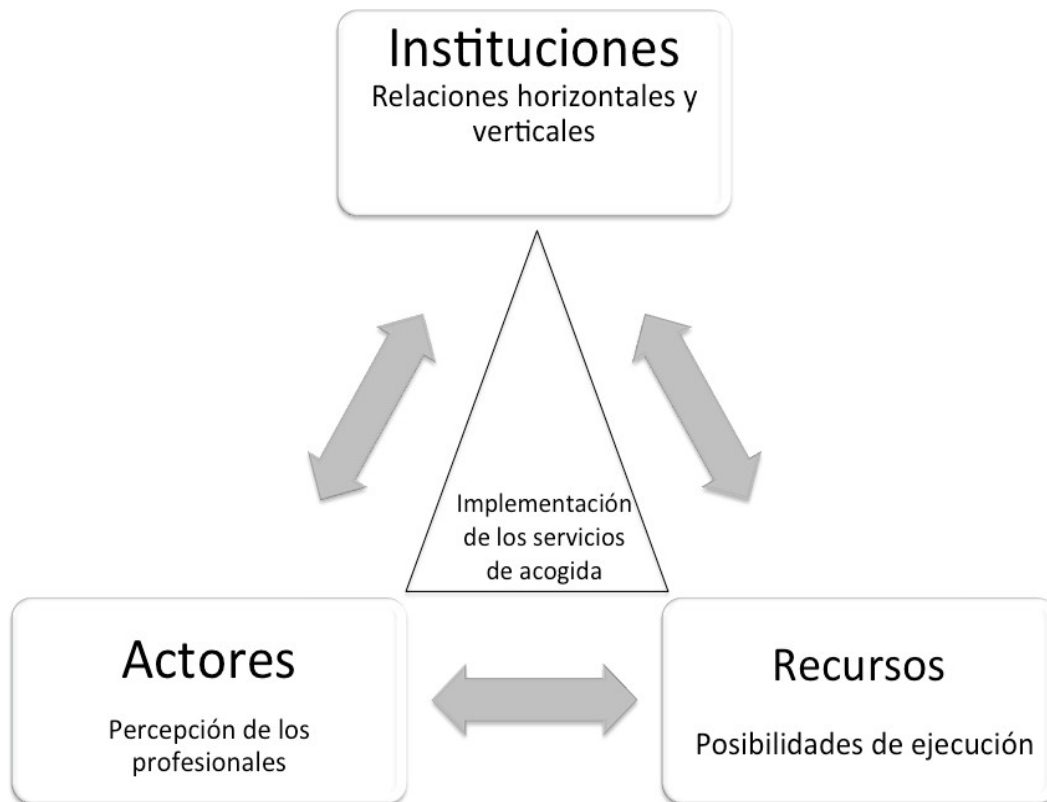 Instituciones
Relaciones horizontales y
verticales
Implementación
de los servicios
de acogida
Actores
Percepción de los
profesionales
Recursos
Posibilidades de ejecución